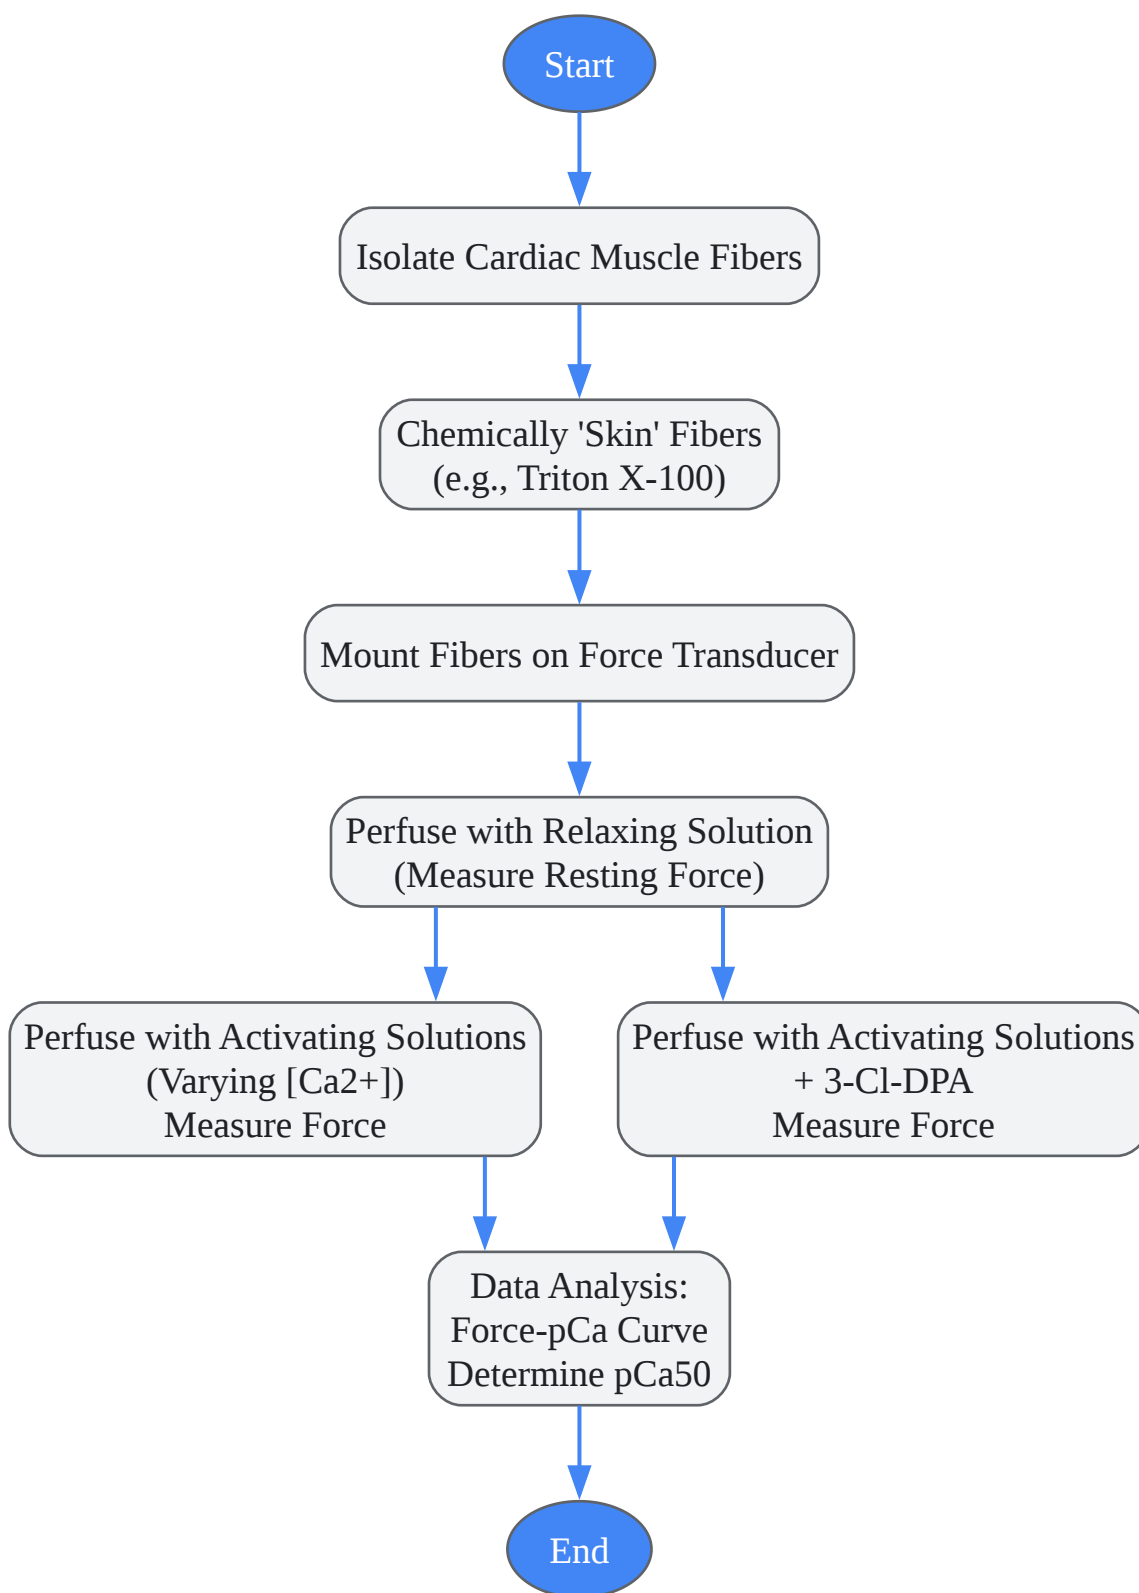 Start
Isolate Cardiac Muscle Fibers
Chemically 'Skin' Fibers
(e.g., Triton X-100)
Mount Fibers on Force Transducer
Perfuse with Relaxing Solution
(Measure Resting Force)
Perfuse with Activating Solutions
(Varying [Ca2+])
Measure Force
Perfuse with Activating Solutions
+ 3-Cl-DPA
Measure Force
Data Analysis:
Force-pCa Curve
Determine pCa50
End